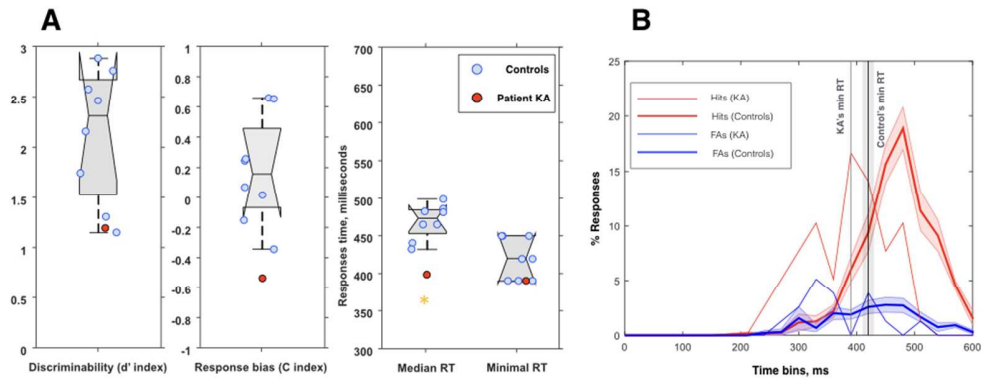 A
B
3
2.5
2
1.5
1
0.5
0
Discriminability (d' index)
1
0.8
0.6
0.4
0.2
0
0.2
0.4
0.6
0.8
-1
Response bias (C index)
Responses time, milliseconds
700
650
600
550
500
450
400
350
300
Controls
Patient KA
*
Median RT
Minimal RT
% Responses
25
20
15
10
5
0
Hits (KA)
Hits (Controls)
FAs (KA)
FAs (Controls)
KA's min RT
Control's min RT
0 100 200 300 400 500 600
Time bins, ms